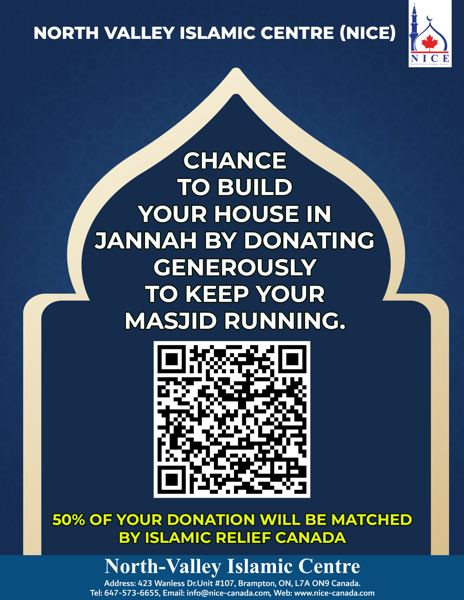 NORTH VALLEY ISLAMIC CENTRE (NICE)
NICE
CHANCE
TO BUILD
YOUR HOUSE IN
JANNAH BY DONATING
GENEROUSLY
TO KEEP YOUR
MASJID RUNNING.
50% OF YOUR DONATION WILL BE MATCHED
BY ISLAMIC RELIEF CANADA
North-Valley Islamic Centre
Address: 423 Wanless Dr.Unit #107, Brampton, ON, L7A ON9 Canada.
Tel: 647-573-6655, Email: info@nice-canada.com, Web: www.nice-canada.com